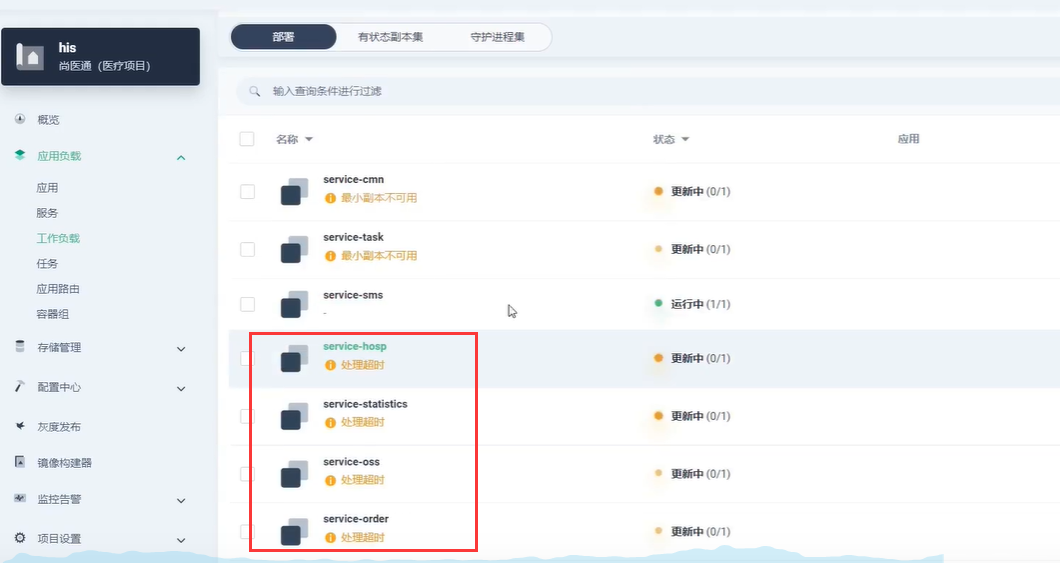 his
尚医通（医疗项目）
概览
应用负载
应用
服务
工作负载
任务
应用路由
容器组
存储管理
配置中心
灰度发布
镜像构建器
监控告警
项目设置
部署 有状态副本集 守护进程集
输入查询条件进行过滤
名称 状态 应用
service-cmn
最小副本不可用
更新中 (0/1)
service-task
最小副本不可用
更新中 (0/1)
service-sms
-
运行中 (1/1)
service-hosp
处理超时
更新中 (0/1)
service-statistics
处理超时
更新中 (0/1)
service-oss
处理超时
更新中 (0/1)
service-order
处理超时
更新中 (0/1)